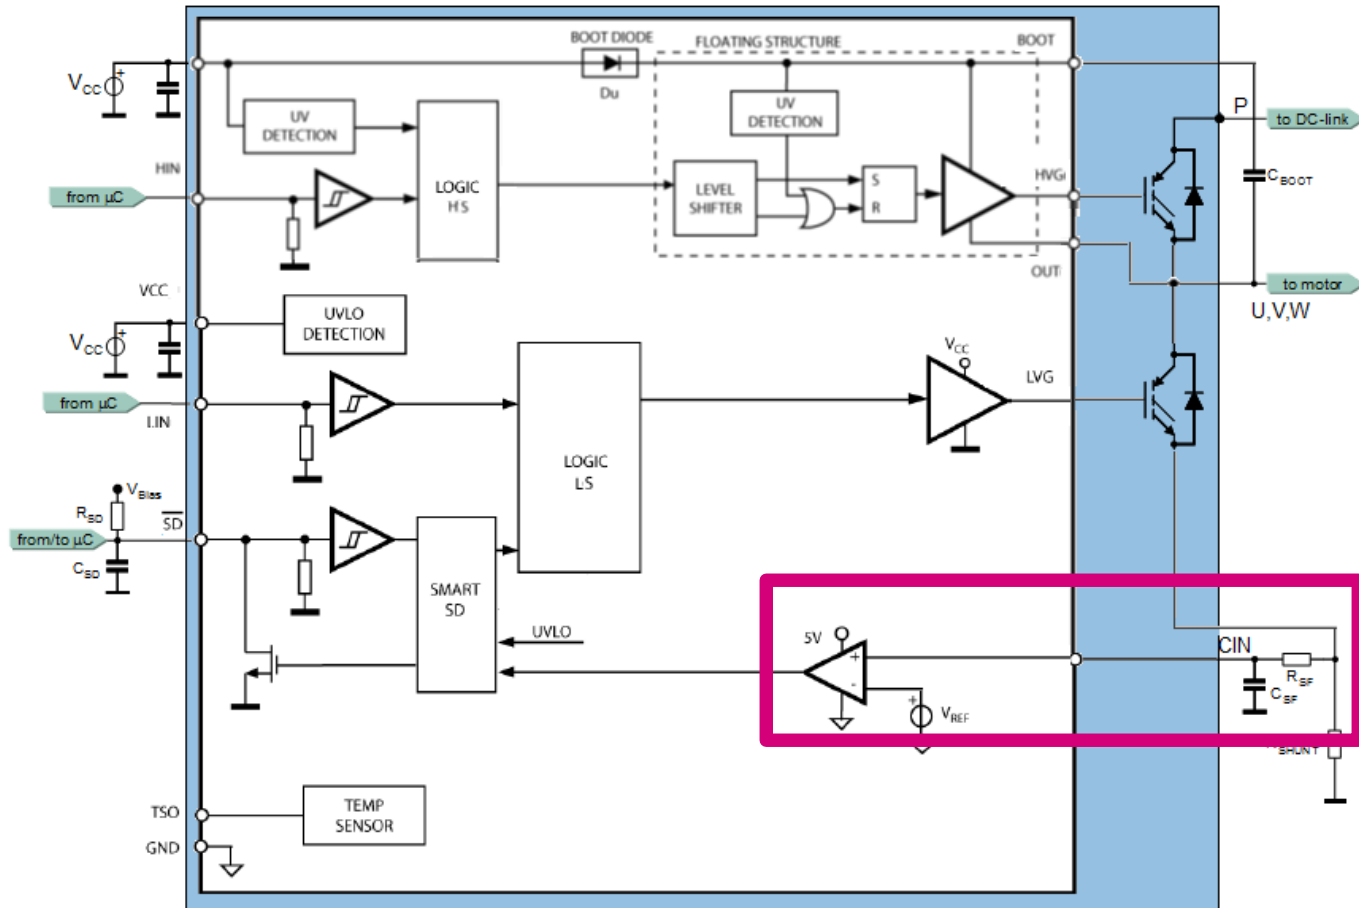 BOOT DIODE
FLOATING STRUCTURE
BOOT
VCC
Du
P
to DC-link
UV
DETECTION
UV
DETECTION
HIN
from µC
LOGIC
HS
LEVEL
SHIFTER
S
R
HVG
CBOOT
OUT
to motor
U,V,W
VCC
VCC
UVLO
DETECTION
from µC
LIN
VCC
LVG
LOGIC
LS
VBias
RSD
SD
from/to µC
CSD
SMART
SD
UVLO
5V
+
-
VREF
CIN
RSF
CSF
SHUNT
TSO
TEMP
SENSOR
GND